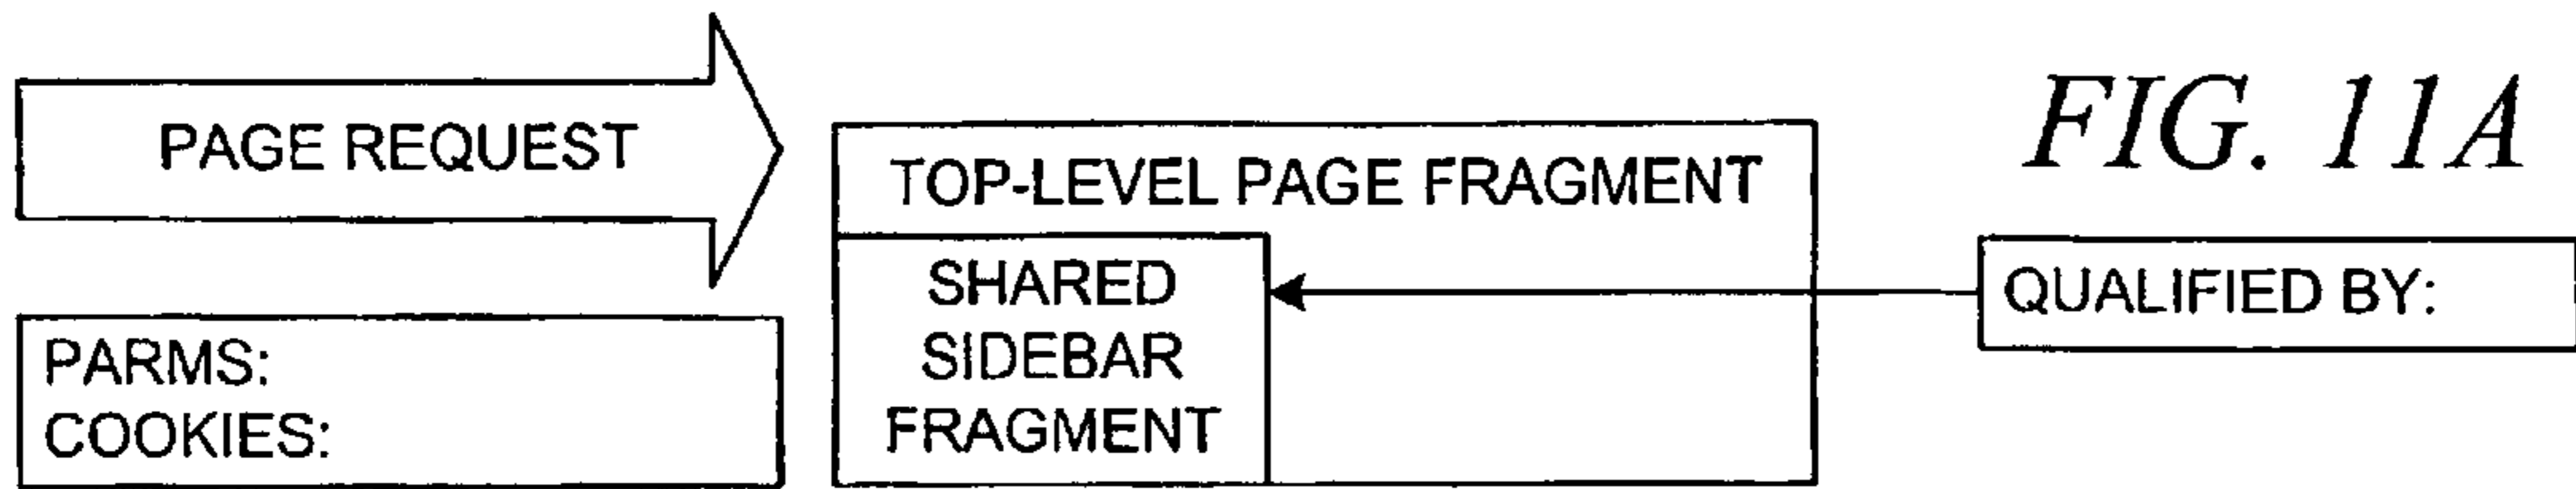 PAGE REQUEST
PARMS:
COOKIES:
TOP-LEVEL PAGE FRAGMENT
SHARED
SIDEBAR
FRAGMENT
FIG. 11A
QUALIFIED BY: